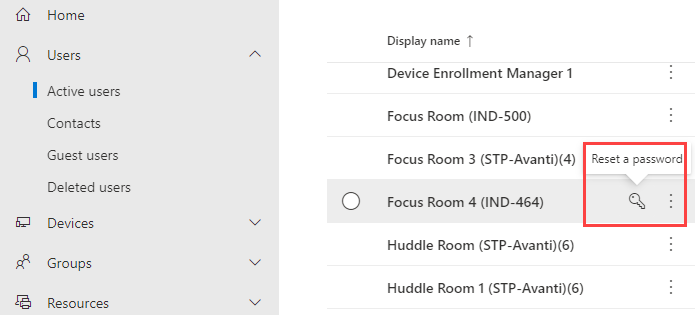 Home
Users
Active users
Contacts
Guest users
Deleted users
Devices
Groups
Resources
Display name ↑
Device Enrollment Manager 1
Focus Room (IND-500)
Focus Room 3 (STP-Avanti)(4)
Reset a password
Focus Room 4 (IND-464)
Huddle Room (STP-Avanti)(6)
Huddle Room 1 (STP-Avanti)(6)